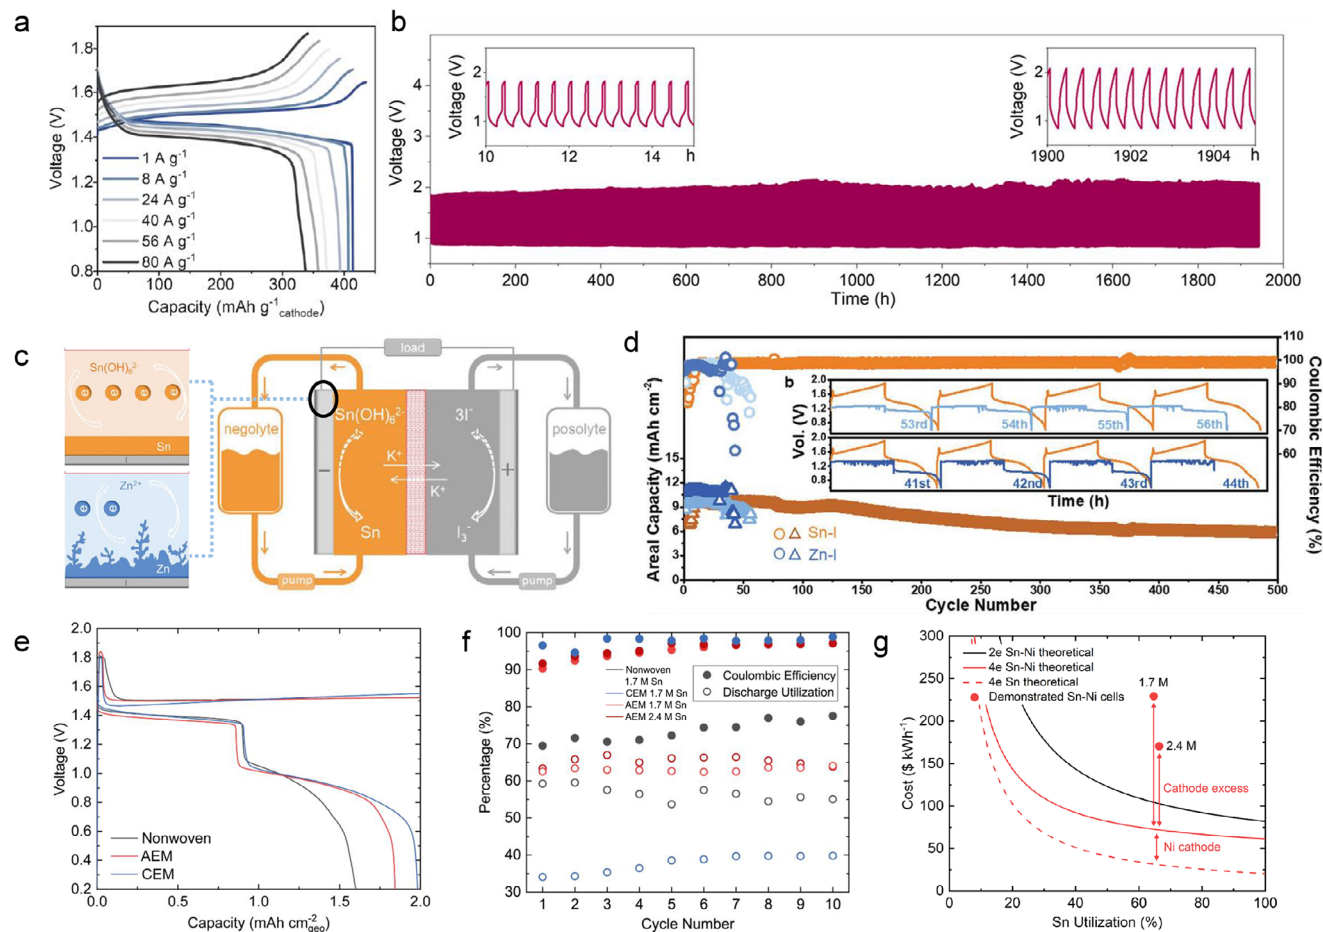 a
Voltage (V)
1.8
1.6
1.4
1.2
1.0
0.8
1 A g⁻¹
8 A g⁻¹
24 A g⁻¹
40 A g⁻¹
56 A g⁻¹
80 A g⁻¹
0 100 200 300 400
Capacity (mAh g⁻¹cathode)
b
Voltage (V)
4
3
2
1
Voltage (V)
2
1
10 12 14 h
Voltage (V)
2
1
1900 1902 1904 h
0 200 400 600 800 1000 1200 1400 1600 1800 2000
Time (h)
c
Sn(OH)₆²⁻
e e e e
Sn
Zn²⁺
e e
Zn
load
negolyte
posolyte
Sn(OH)₆²⁻
3I⁻
− +
K⁺
K⁺
Sn
I₃⁻
pump
pump
d
Areal Capacity (mAh cm⁻²)
15
12
9
6
3
0
110
100
90
80
70
60
Coulombic Efficiency (%)
b
Vol. (V)
2.0
1.6
1.2
0.8
53rd 54th 55th 56th
2.0
1.6
1.2
0.8
41st 42nd 43rd 44th
Time (h)
Sn-I
Zn-I
0 50 100 150 200 250 300 350 400 450 500
Cycle Number
e
Voltage (V)
2.0
1.8
1.6
1.4
1.2
1.0
0.8
0.6
0.4
0.2
Nonwoven
AEM
CEM
0.0 0.5 1.0 1.5 2.0
Capacity (mAh cm⁻²geo)
f
Percentage (%)
100
90
80
70
60
50
40
30
Nonwoven
1.7 M Sn
CEM 1.7 M Sn
AEM 1.7 M Sn
AEM 2.4 M Sn
Coulombic Efficiency
Discharge Utilization
1 2 3 4 5 6 7 8 9 10
Cycle Number
g
Cost ($ kWh⁻¹)
300
250
200
150
100
50
0
2e Sn-Ni theoretical
4e Sn-Ni theoretical
4e Sn theoretical
Demonstrated Sn-Ni cells
1.7 M
2.4 M
Cathode excess
Ni cathode
0 20 40 60 80 100
Sn Utilization (%)